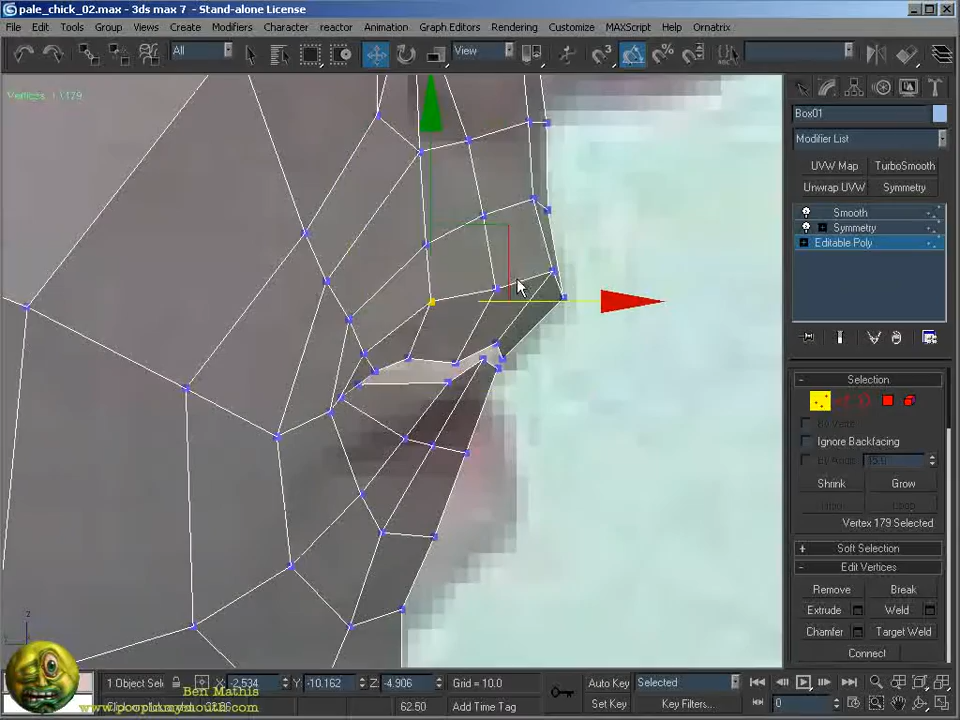 pale_chick_02.max - 3ds max 7 - Stand-alone License
File Edit Tools Group Views Create Modifiers Character reactor Animation Graph Editors Rendering Customize MAXScript Help Ornatrix
All
View
Box01
Modifier List
UVW Map TurboSmooth
Unwrap UVW Symmetry
Smooth
Symmetry
Editable Poly
Selection
Ignore Backfacing
Shrink Grow
Vertex 179 Selected
Soft Selection
Edit Vertices
Remove Break
Extrude Weld
Chamfer Target Weld
Connect
1 Object Sel X: 2.534 Y: -10.162 Z: -4.906 Grid = 10.0 Auto Key Selected
Ben Mathis
62.50 Add Time Tag Set Key Key Filters... 0